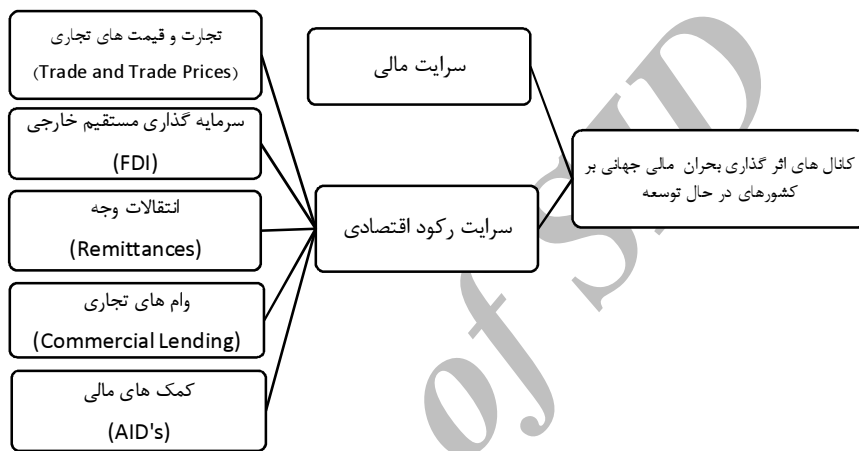 کانال های اثر گذاری بحران مالی جهانی بر
کشورهای در حال توسعه
سرایت مالی
سرایت رکود اقتصادی
تجارت و قیمت های تجاری
(Trade and Trade Prices)
سرمایه گذاری مستقیم خارجی
(FDI)
انتقالات وجه
(Remittances)
وام های تجاری
(Commercial Lending)
کمک های مالی
(AID's)
of SID